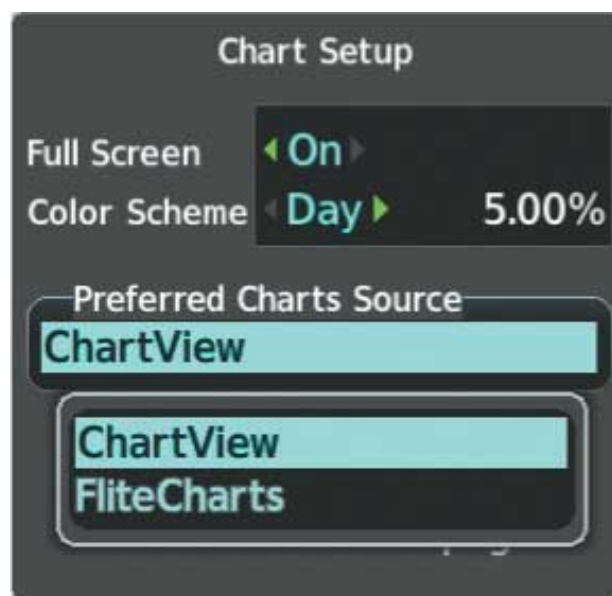 Chart Setup
Full Screen On
Color Scheme Day 5.00%
Preferred Charts Source
ChartView
ChartView
FliteCharts